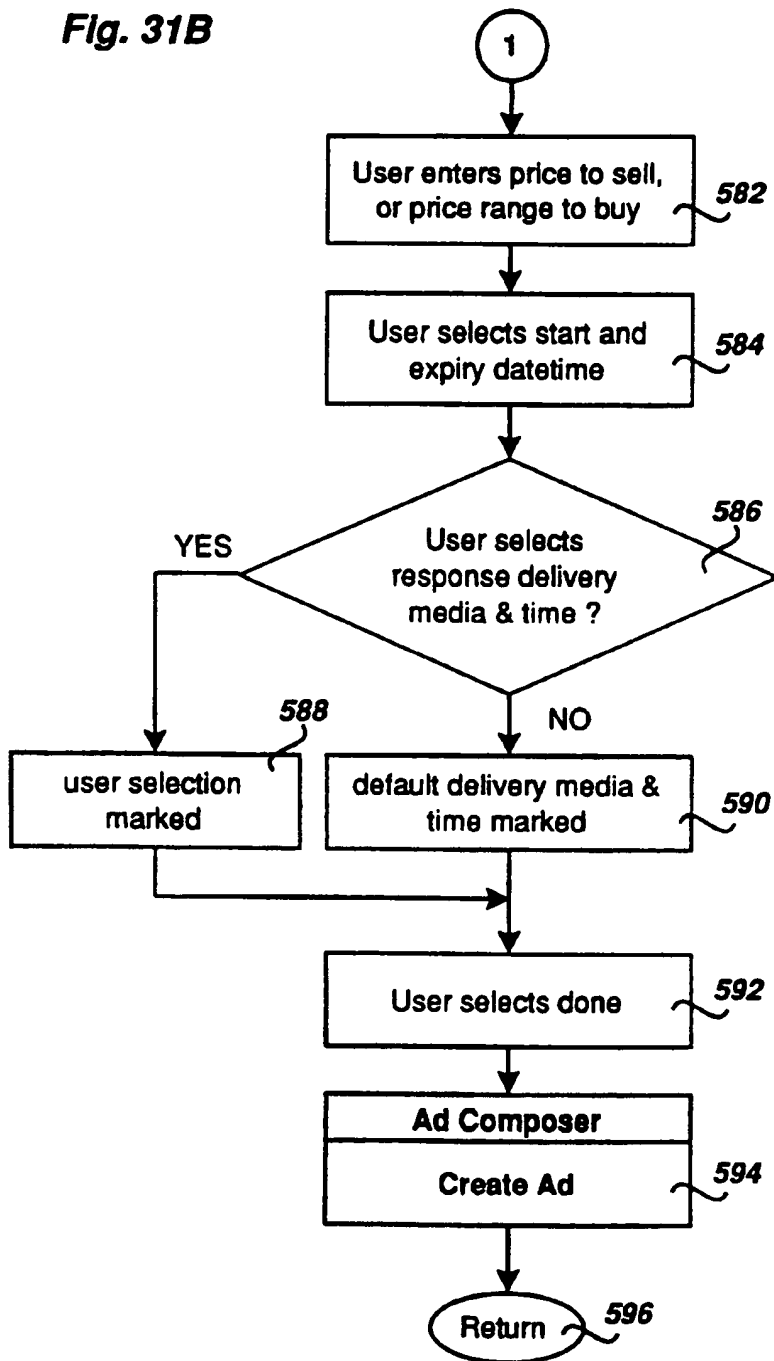 Fig. 31B
1
User enters price to sell,
or price range to buy
582
User selects start and
expiry datetime
584
586
YES
User selects
response delivery
media & time ?
NO
588
user selection
marked
default delivery media &
time marked
590
User selects done
592
Ad Composer
Create Ad
594
Return
596